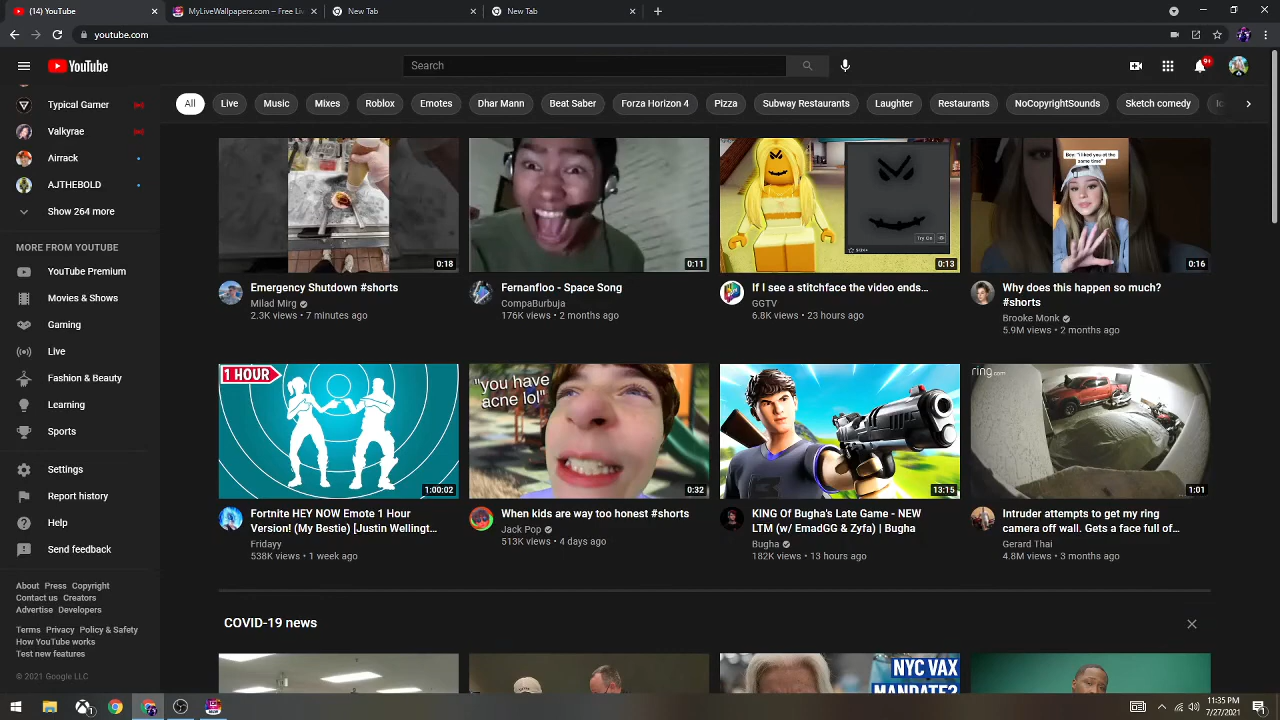 (14) YouTube
MyLiveWallpapers.com – Free Liv
New Tab
New Tab
youtube.com
YouTube
Search
9+
Typical Gamer
Valkyrae
Airrack
AJTHEBOLD
Show 264 more
MORE FROM YOUTUBE
YouTube Premium
Movies & Shows
Gaming
Live
Fashion & Beauty
Learning
Sports
Settings
Report history
Help
Send feedback
About Press Copyright
Contact us Creators
Advertise Developers
Terms Privacy Policy & Safety
How YouTube works
Test new features
© 2021 Google LLC
All Live Music Mixes Roblox Emotes Dhar Mann Beat Saber Forza Horizon 4 Pizza Subway Restaurants Laughter Restaurants NoCopyrightSounds Sketch comedy
0:18
Emergency Shutdown #shorts
Milad Mirg
2.3K views • 7 minutes ago
0:11
Fernanfloo - Space Song
CompaBurbuja
176K views • 2 months ago
Try On
0:13
If I see a stitchface the video ends...
GGTV
6.8K views • 23 hours ago
Boy: "I liked you at the
same time"
0:16
Why does this happen so much?
#shorts
Brooke Monk
5.9M views • 2 months ago
1 HOUR
1:00:02
Fortnite HEY NOW Emote 1 Hour
Version! (My Bestie) [Justin Wellingt...
Fridayy
538K views • 1 week ago
"you have
acne lol"
0:32
When kids are way too honest #shorts
Jack Pop
513K views • 4 days ago
13:15
KING Of Bugha's Late Game - NEW
LTM (w/ EmadGG & Zyfa) | Bugha
Bugha
182K views • 13 hours ago
ring.com
1:01
Intruder attempts to get my ring
camera off wall. Gets a face full of...
Gerard Thai
4.8M views • 3 months ago
COVID-19 news
NYC VAX
MANDATE?
11:35 PM
7/27/2021